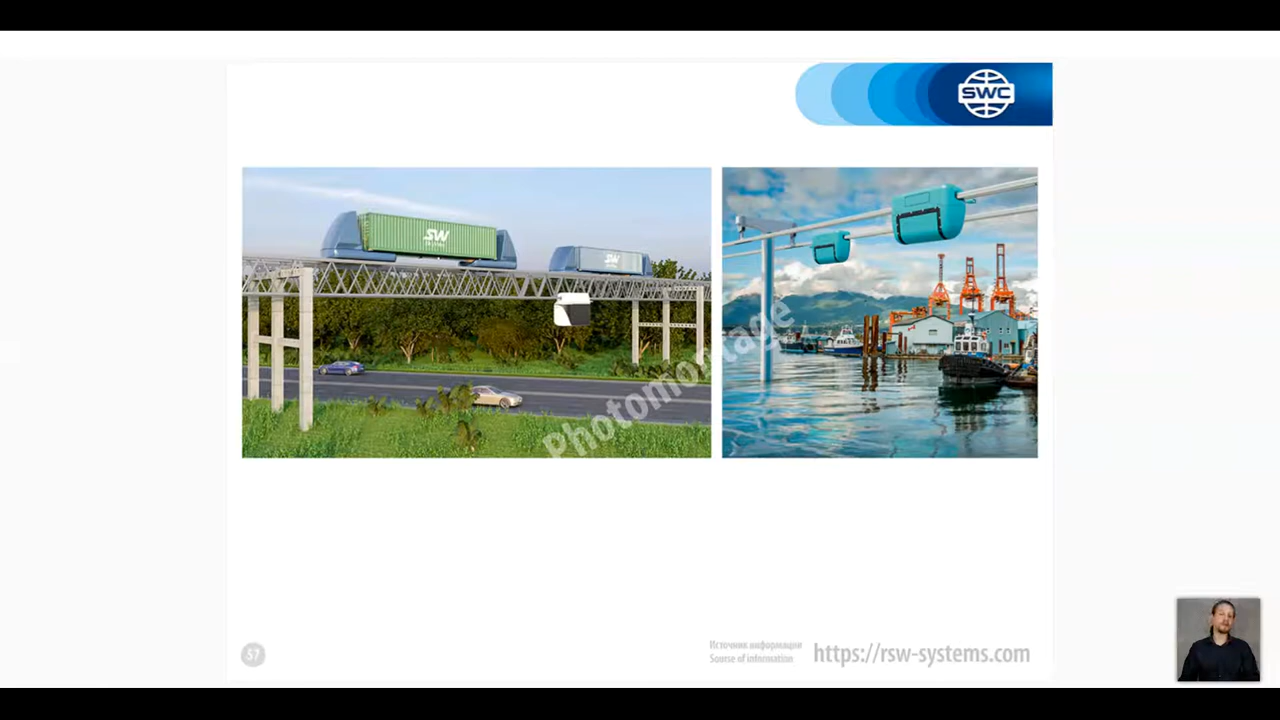 SWC
SW
SW
Photomontage
57
Источник информации
Source of information
https://rsw-systems.com